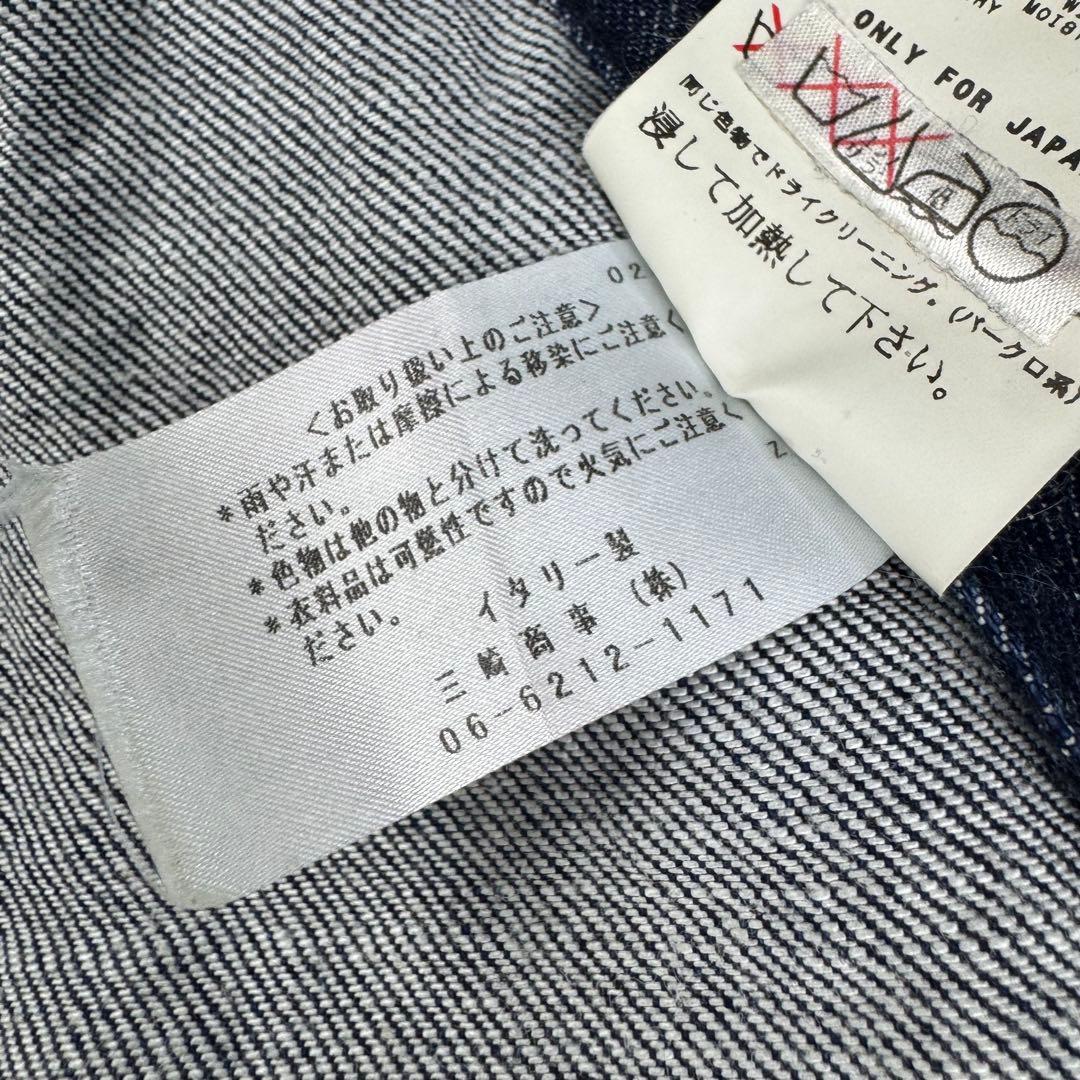 ONLY FOR JAPA
同じ色物でドライクリーニング。(パークロ系)
浸して加熱して下さい。
02
<お取り扱い上のご注意>
*雨や汗または摩擦による移染にご注意く
ださい。
*色物は他の物と分けて洗ってください。
*衣料品は可燃性ですので火気にご注意く
ださい。
イタリー製
三崎商事(株)
06-6212-1171